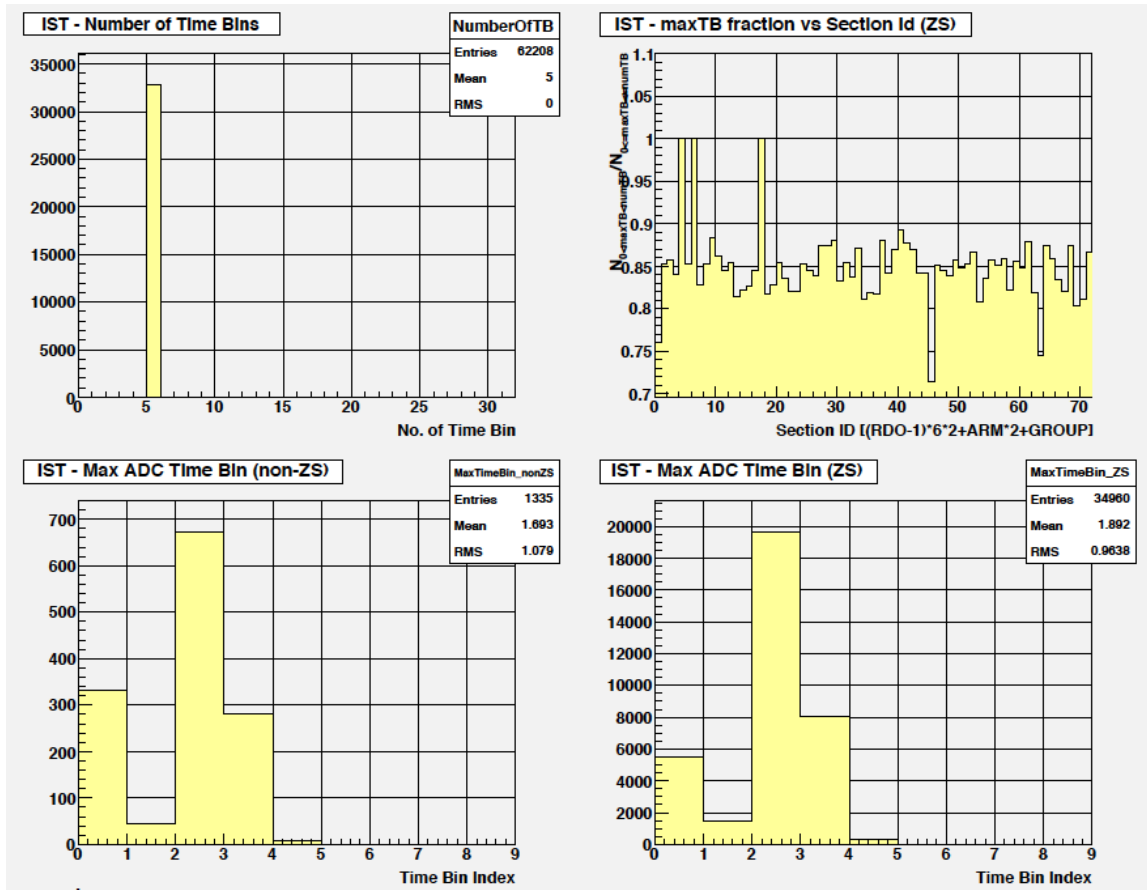 IST - Number of Time Bins
NumberOfTB
Entries 62208
Mean 5
RMS 0
35000
30000
25000
20000
15000
10000
5000
0
0 5 10 15 20 25 30
No. of Time Bin
IST - maxTB fraction vs Section Id (ZS)
N0<maxTB<numTB/N0<=maxTB<=numTB
1.1
1.05
1
0.95
0.9
0.85
0.8
0.75
0.7
0 10 20 30 40 50 60 70
Section ID [(RDO-1)*6*2+ARM*2+GROUP]
IST - Max ADC Time Bin (non-ZS)
MaxTimeBin_nonZS
Entries 1335
Mean 1.693
RMS 1.079
700
600
500
400
300
200
100
0
0 1 2 3 4 5 6 7 8 9
Time Bin Index
IST - Max ADC Time Bin (ZS)
MaxTimeBin_ZS
Entries 34960
Mean 1.892
RMS 0.9638
20000
18000
16000
14000
12000
10000
8000
6000
4000
2000
0
0 1 2 3 4 5 6 7 8 9
Time Bin Index